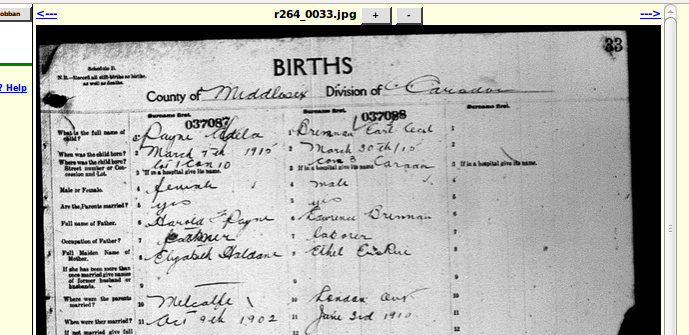 obban
<---
r264_0033.jpg
+
-
--->
? Help
33
Schedule B.
N.B.—Record all still-births as births, as well as deaths.
BIRTHS
County of Middlesex Division of Caradoc
Surname first. Surname first. Surname first.
037087 037088
What is the full name of child? 1 Payne Adela 1 Brennan Earl Cecil 1
When was the child born? 2 March 7th 1915 2 March 30th/15 2
Where was the child born? Street number or Concession and Lot. 3 Lot 1 Con 10 If in a hospital give its name. 3 Con 3 Caradoc If in a hospital give its name. 3 If in a hospital give its name.
Male or Female. 4 female 4 male 4
Are the Parents married? 5 yes 5 yes 5
Full name of Father. 6 Harold Payne 6 Lawrence Brennan 6
Occupation of Father? 7 7 laborer 7
Full Maiden Name of Mother. 8 Elizabeth Haldane 8 Ethel Erskine 8
If she has been more than once married give names of former husband or husbands. 9 9 9
Where were the parents married? 10 Metcalfe 10 London Ont 10
When were they married? 11 Oct 9th 1902 11 June 3rd 1910 11
If not married give full 12